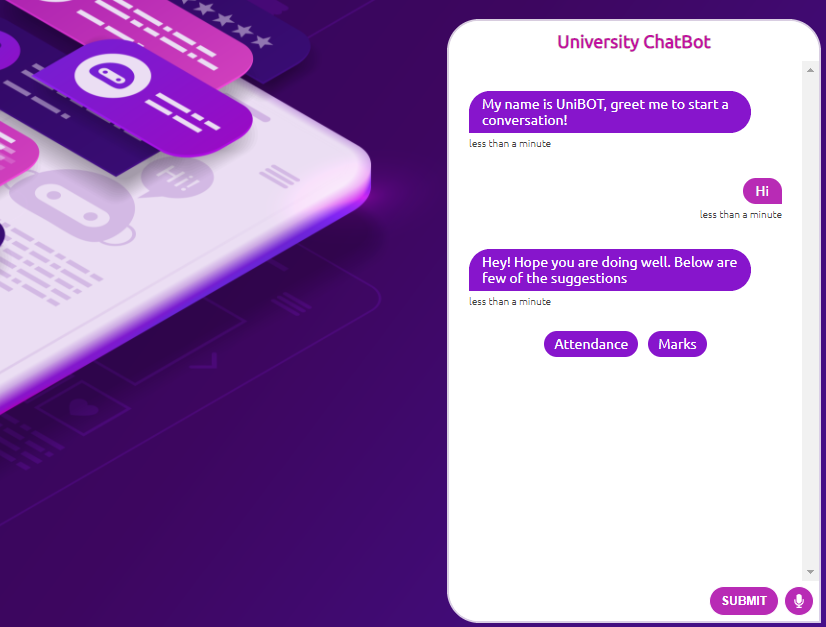 University ChatBot
My name is UniBOT, greet me to start a
conversation!
less than a minute
Hi
less than a minute
Hey! Hope you are doing well. Below are
few of the suggestions
less than a minute
Attendance Marks
SUBMIT
Hi!